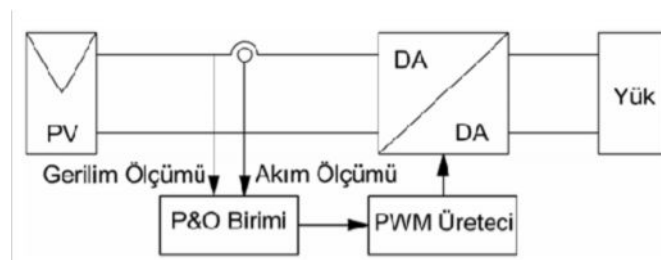 PV
DA
DA
Yük
Gerilim Ölçümü
Akım Ölçümü
P&O Birimi
PWM Üreteci